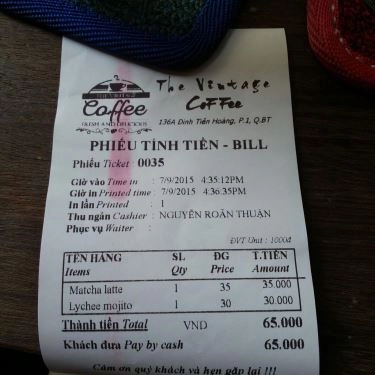 THE VINTAGE
Coffee
FRESH AND DELICIOUS
The Vintage
CoFFee
136A Đinh Tiên Hoàng, P.1, Q.BT
PHIẾU TÍNH TIỀN - BILL
Phiếu Ticket : 0035
Giờ vào Time in : 7/9/2015 4:35:12PM
Giờ in Printed time : 7/9/2015 4:36:35PM
In lần Printed : 1
Thu ngân Cashier : NGUYỄN ROÃN THUẬN
Phục vụ Waiter :
ĐVT Unit : 1000đ
TÊN HÀNG SL ĐG T.TIỀN
Items Qty Price Amount
Matcha latte 1 35 35.000
Lychee mojito 1 30 30.000
Thành tiền Total VND 65.000
Khách đưa Pay by cash 65.000
Cảm ơn quý khách và hẹn gặp lại !!!